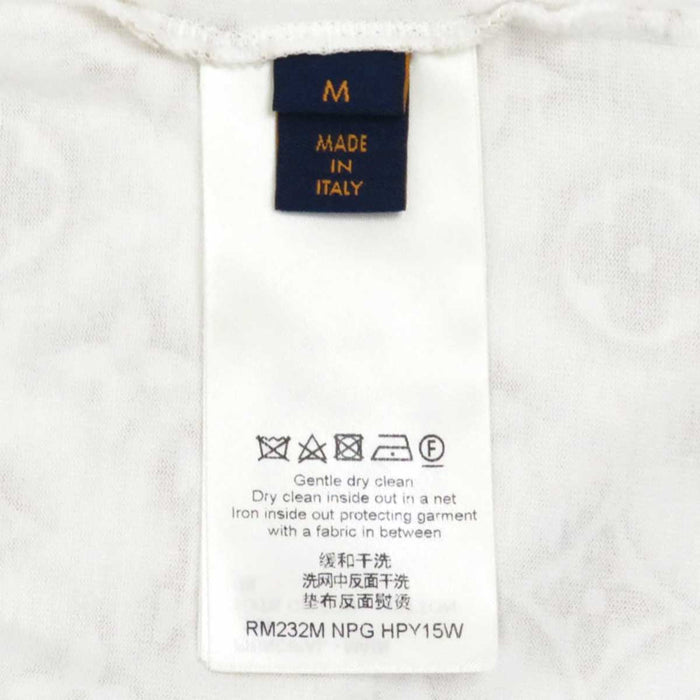 M
MADE
IN
ITALY
F
Gentle dry clean
Dry clean inside out in a net
Iron inside out protecting garment
with a fabric in between
缓和干洗
洗网中反面干洗
垫布反面熨烫
RM232M NPG HPY15W